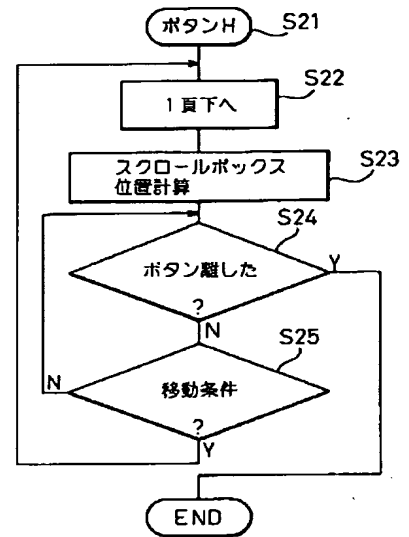 ボタンH
S21
S22
1頁下へ
S23
スクロールボックス
位置計算
S24
ボタン離した
?
Y
N
S25
移動条件
?
N
Y
END